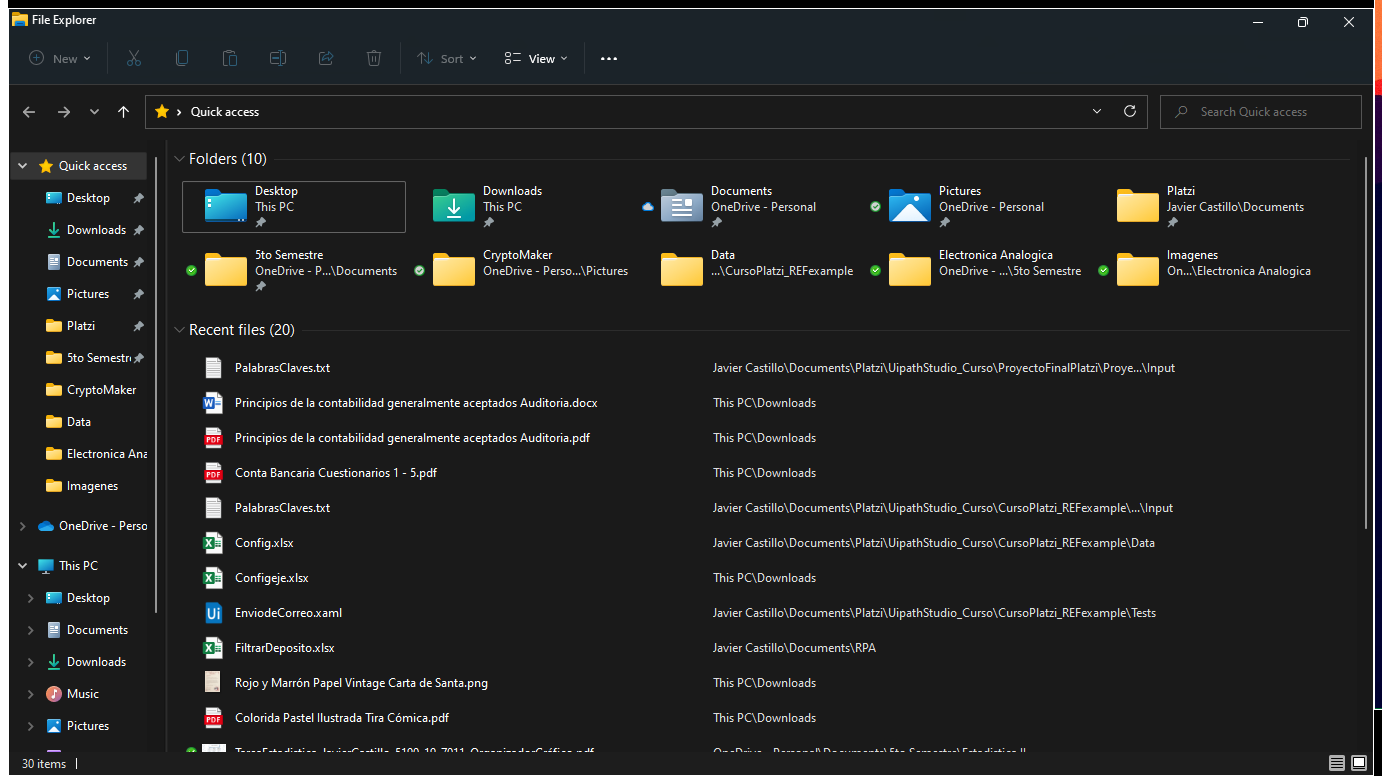 File Explorer
New
Sort
View
Quick access
Search Quick access
Quick access
Desktop
Downloads
Documents
Pictures
Platzi
5to Semestre
CryptoMaker
Data
Electronica Ana
Imagenes
OneDrive - Perso
This PC
Desktop
Documents
Downloads
Music
Pictures
Folders (10)
Desktop
This PC
Downloads
This PC
Documents
OneDrive - Personal
Pictures
OneDrive - Personal
Platzi
Javier Castillo\Documents
5to Semestre
OneDrive - P...\Documents
CryptoMaker
OneDrive - Perso...\Pictures
Data
...\CursoPlatzi_REFexample
Electronica Analogica
OneDrive - ...\5to Semestre
Imagenes
On...\Electronica Analogica
Recent files (20)
PalabrasClaves.txt Javier Castillo\Documents\Platzi\UipathStudio_Curso\ProyectoFinalPlatzi\Proye...\Input
Principios de la contabilidad generalmente aceptados Auditoria.docx This PC\Downloads
Principios de la contabilidad generalmente aceptados Auditoria.pdf This PC\Downloads
Conta Bancaria Cuestionarios 1 - 5.pdf This PC\Downloads
PalabrasClaves.txt Javier Castillo\Documents\Platzi\UipathStudio_Curso\CursoPlatzi_REFexample\...\Input
Config.xlsx Javier Castillo\Documents\Platzi\UipathStudio_Curso\CursoPlatzi_REFexample\Data
Configeje.xlsx This PC\Downloads
EnviodeCorreo.xaml Javier Castillo\Documents\Platzi\UipathStudio_Curso\CursoPlatzi_REFexample\Tests
FiltrarDeposito.xlsx Javier Castillo\Documents\RPA
Rojo y Marrón Papel Vintage Carta de Santa.png This PC\Downloads
Colorida Pastel Ilustrada Tira Cómica.pdf This PC\Downloads
30 items